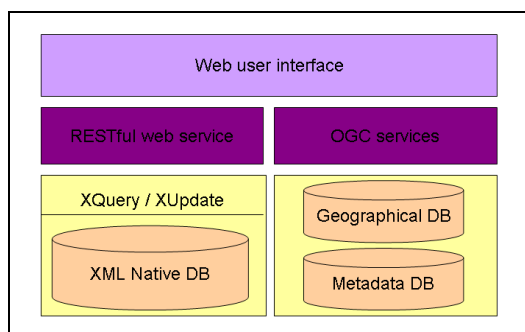 Web user interface
RESTful web service
OGC services
XQuery / XUpdate
XML Native DB
Geographical DB
Metadata DB